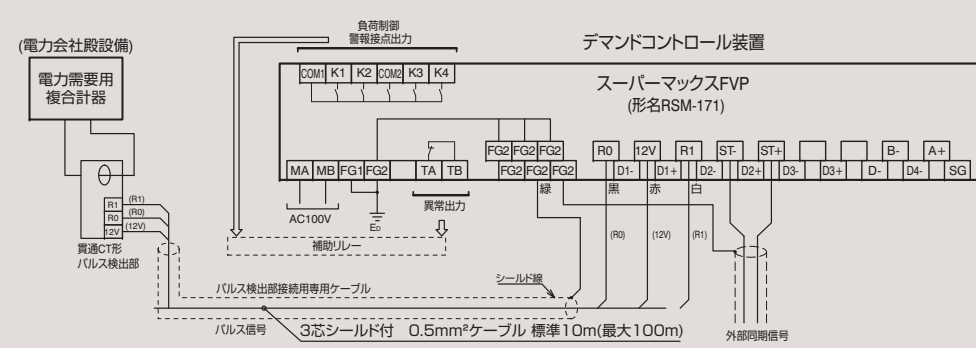 負荷制御
警報接点出力
(電力会社殿設備)
電力需要用
複合計器
デマンドコントロール装置
スーパーマックスFVP
(形名RSM-171)
COM1 K1 K2 COM2 K3 K4
FG2 FG2 FG2 R0 12V R1 ST- ST+ B- A+
MA MB FG1 FG2 TA TB FG2 FG2 FG2 D1- D1+ D2- D2+ D3- D3+ D- D4- SG
緑 黒 赤 白
AC100V
ED
異常出力
R1 (R1)
R0 (R0)
12V (12V)
(R0) (12V) (R1)
貫通CT形
パルス検出部
補助リレー
シールド線
パルス検出部接続用専用ケーブル
パルス信号
3芯シールド付 0.5mm²ケーブル 標準10m(最大100m)
外部同期信号